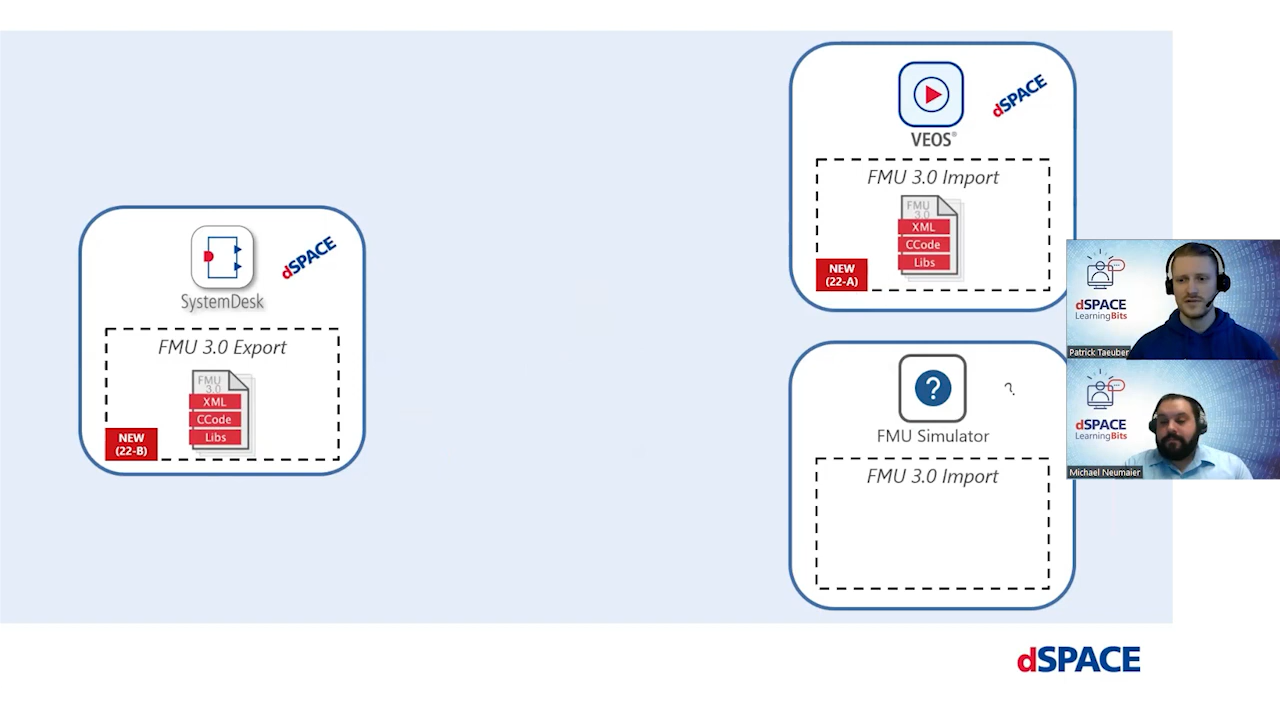 dSPACE
SystemDesk
FMU 3.0 Export
FMU
3.0
XML
CCode
Libs
NEW
(22-B)
dSPACE
VEOS®
FMU 3.0 Import
FMU
3.0
XML
CCode
Libs
NEW
(22-A)
?
?
FMU Simulator
FMU 3.0 Import
dSPACE
LearningBits
Patrick Taeuber
dSPACE
LearningBits
Michael Neumaier
dSPACE